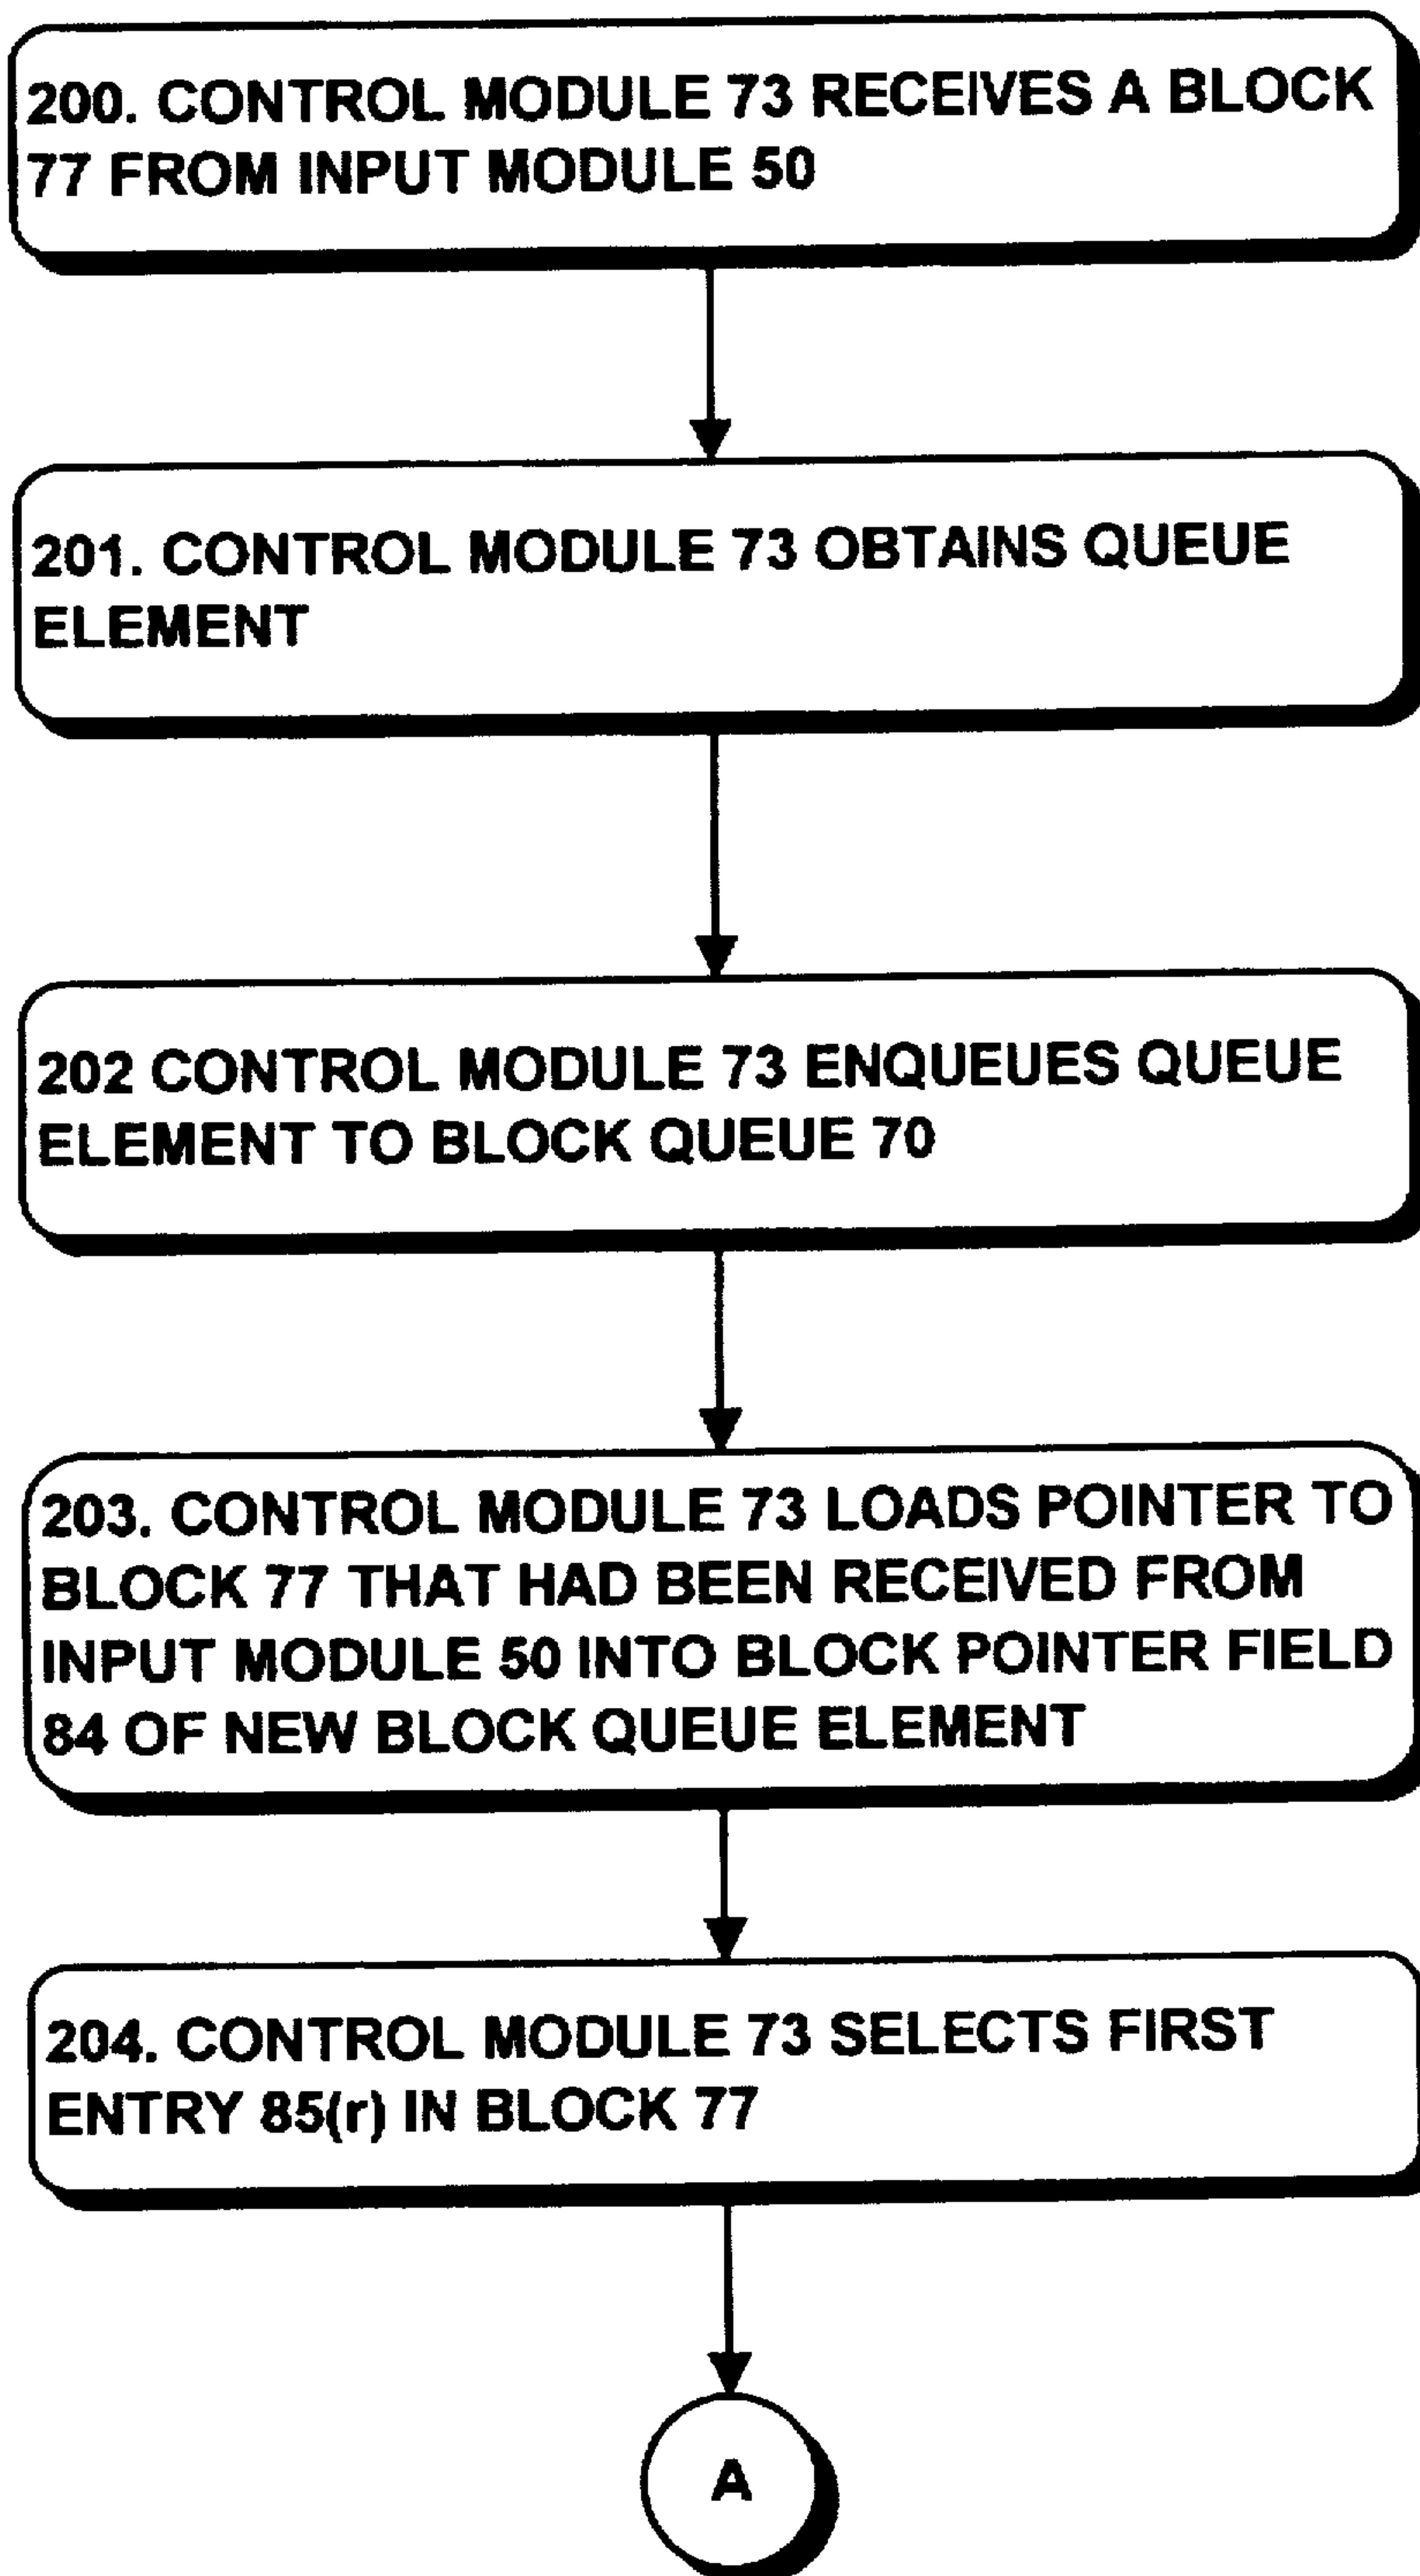 200. CONTROL MODULE 73 RECEIVES A BLOCK
77 FROM INPUT MODULE 50
201. CONTROL MODULE 73 OBTAINS QUEUE
ELEMENT
202 CONTROL MODULE 73 ENQUEUES QUEUE
ELEMENT TO BLOCK QUEUE 70
203. CONTROL MODULE 73 LOADS POINTER TO
BLOCK 77 THAT HAD BEEN RECEIVED FROM
INPUT MODULE 50 INTO BLOCK POINTER FIELD
84 OF NEW BLOCK QUEUE ELEMENT
204. CONTROL MODULE 73 SELECTS FIRST
ENTRY 85(r) IN BLOCK 77
A